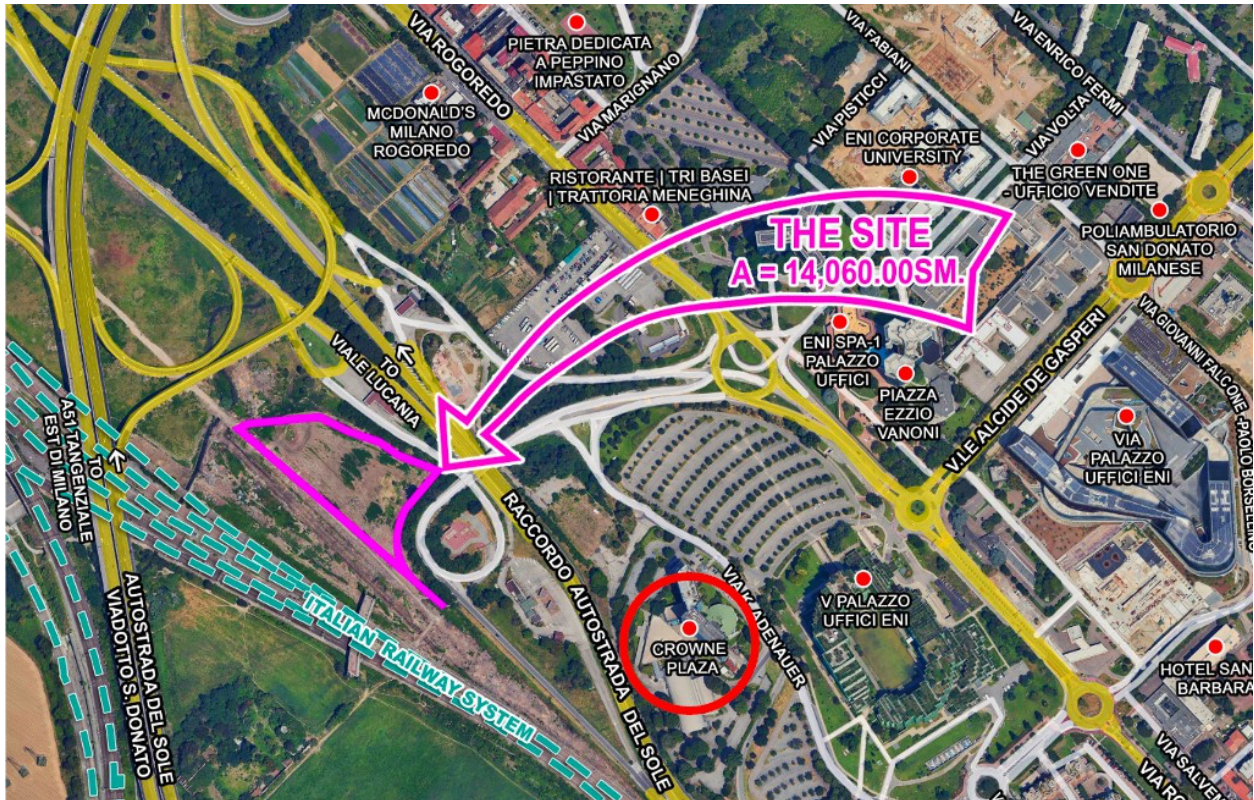 VIA ROGOREDO
PIETRA DEDICATA
A PEPPINO
IMPASTATO
VIA MARIGNANO
MCDONALD'S
MILANO
ROGOREDO
VIA FABIANI
VIA ENRICO FERMI
VIA PISTICCI
VIA VOLTA
ENI CORPORATE
UNIVERSITY
THE GREEN ONE
- UFFICIO VENDITE
RISTORANTE | TRI BASEI
| TRATTORIA MENEGHINA
POLIAMBULATORIO
SAN DONATO
MILANESE
THE SITE
A = 14,060.00SM.
VIALE LUCANIA
TO
ENI SPA-1
PALAZZO
UFFICI
PIAZZA
EZZIO
VANONI
V.LE ALCIDE DE GASPERI
VIA GIOVANNI FALCONE-PAOLO BORSELLINO
VIA
PALAZZO
UFFICI ENI
A51 TANGENZIALE
EST DI MILANO
TO
AUTOSTRADA DEL SOLE
VIADOTTO S. DONATO
ITALIAN RAILWAY SYSTEM
RACCORDO AUTOSTRADA DEL SOLE
CROWNE
PLAZA
VIA K. ADENAUER
V PALAZZO
UFFICI ENI
HOTEL SAN
BARBARA